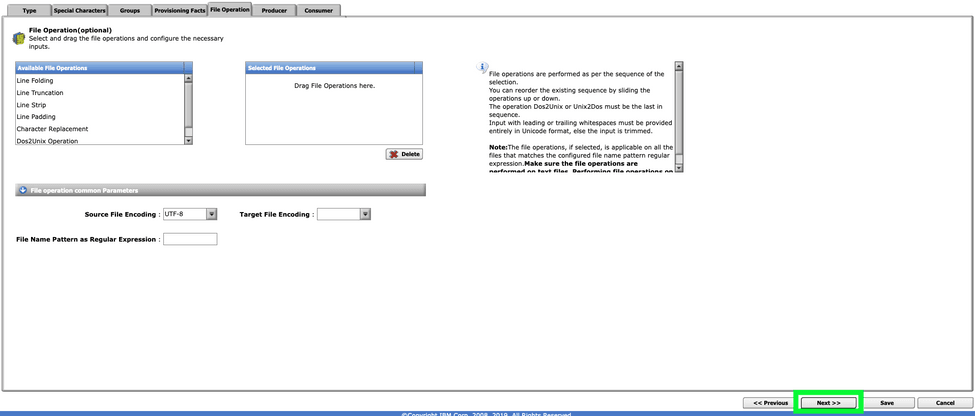 Type Special Characters Groups Provisioning Facts File Operation Producer Consumer
File Operation(optional)
Select and drag the file operations and configure the necessary
inputs.
Available File Operations
Line Folding
Line Truncation
Line Strip
Line Padding
Character Replacement
Dos2Unix Operation
Selected File Operations
Drag File Operations here.
Delete
File operations are performed as per the sequence of the
selection.
You can reorder the existing sequence by sliding the
operations up or down.
The operation Dos2Unix or Unix2Dos must be the last in
sequence.
Input with leading or trailing whitespaces must be provided
entirely in Unicode format, else the input is trimmed.
Note:The file operations, if selected, is applicable on all the
files that matches the configured file name pattern regular
expression.Make sure the file operations are
performed on text files. Performing file operations on
File operation common Parameters
Source File Encoding : UTF-8 Target File Encoding :
File Name Pattern as Regular Expression :
<< Previous Next >> Save Cancel
©Copyright IBM Corp. 2008, 2019. All Rights Reserved